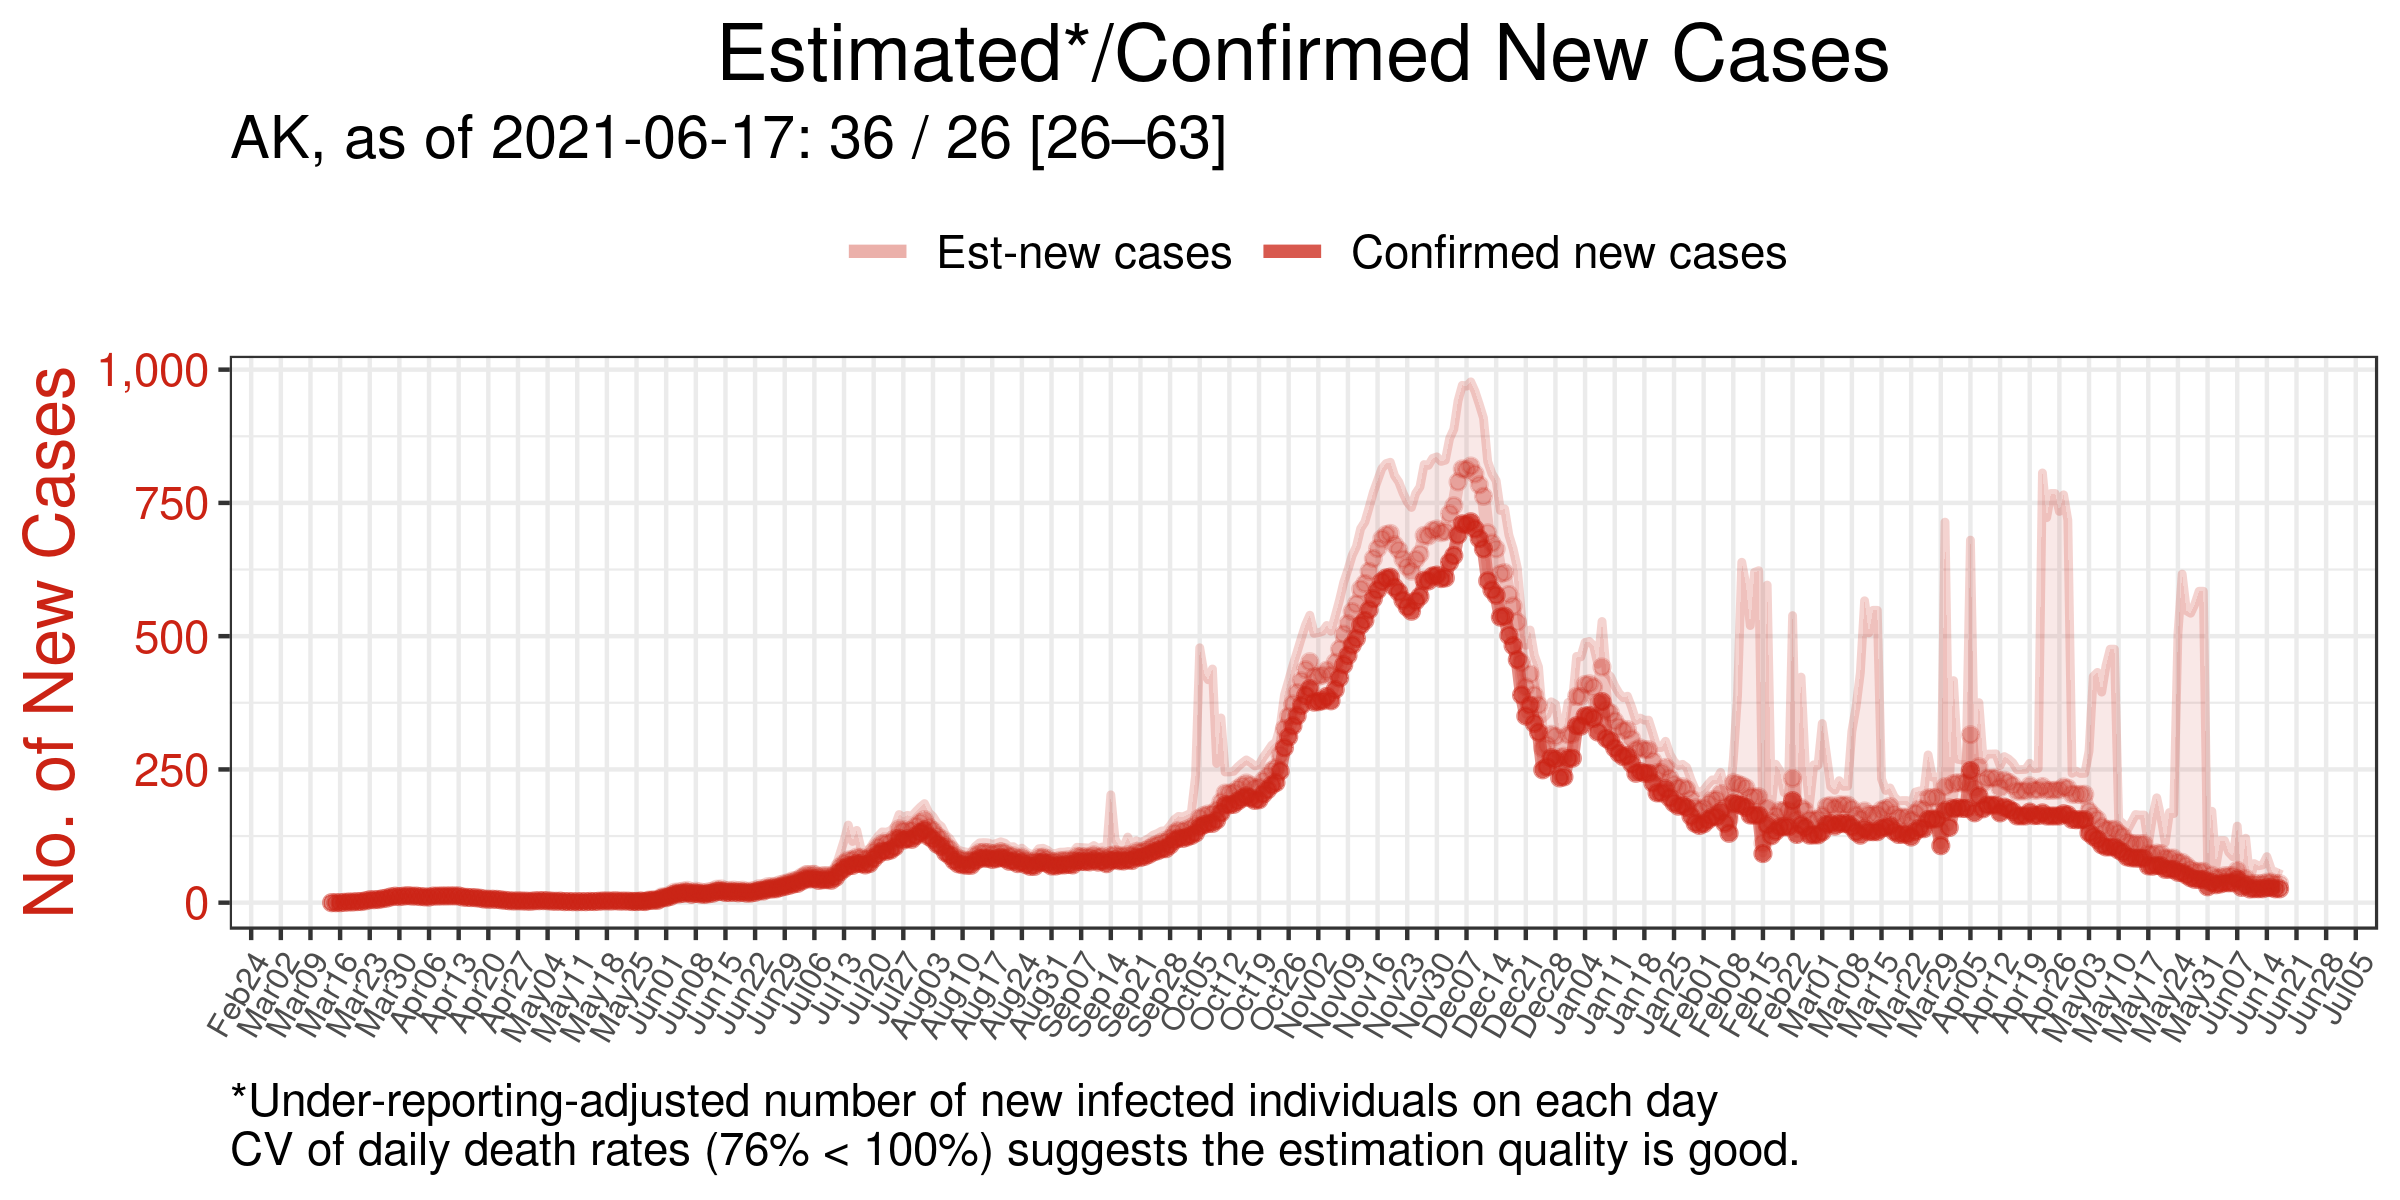 Estimated*/Confirmed New Cases
AK, as of 2021-06-17: 36 / 26 [26–63]
Est-new cases
Confirmed new cases
No. of New Cases
1,000
750
500
250
0
Feb24
Mar02
Mar09
Mar16
Mar23
Mar30
Apr06
Apr13
Apr20
Apr27
May04
May11
May18
May25
Jun01
Jun08
Jun15
Jun22
Jun29
Jul06
Jul13
Jul20
Jul27
Aug03
Aug10
Aug17
Aug24
Aug31
Sep07
Sep14
Sep21
Sep28
Oct05
Oct12
Oct19
Oct26
Nov02
Nov09
Nov16
Nov23
Nov30
Dec07
Dec14
Dec21
Dec28
Jan04
Jan11
Jan18
Jan25
Feb01
Feb08
Feb15
Feb22
Mar01
Mar08
Mar15
Mar22
Mar29
Apr05
Apr12
Apr19
Apr26
May03
May10
May17
May24
May31
Jun07
Jun14
Jun21
Jun28
Jul05
*Under-reporting-adjusted number of new infected individuals on each day
CV of daily death rates (76% < 100%) suggests the estimation quality is good.